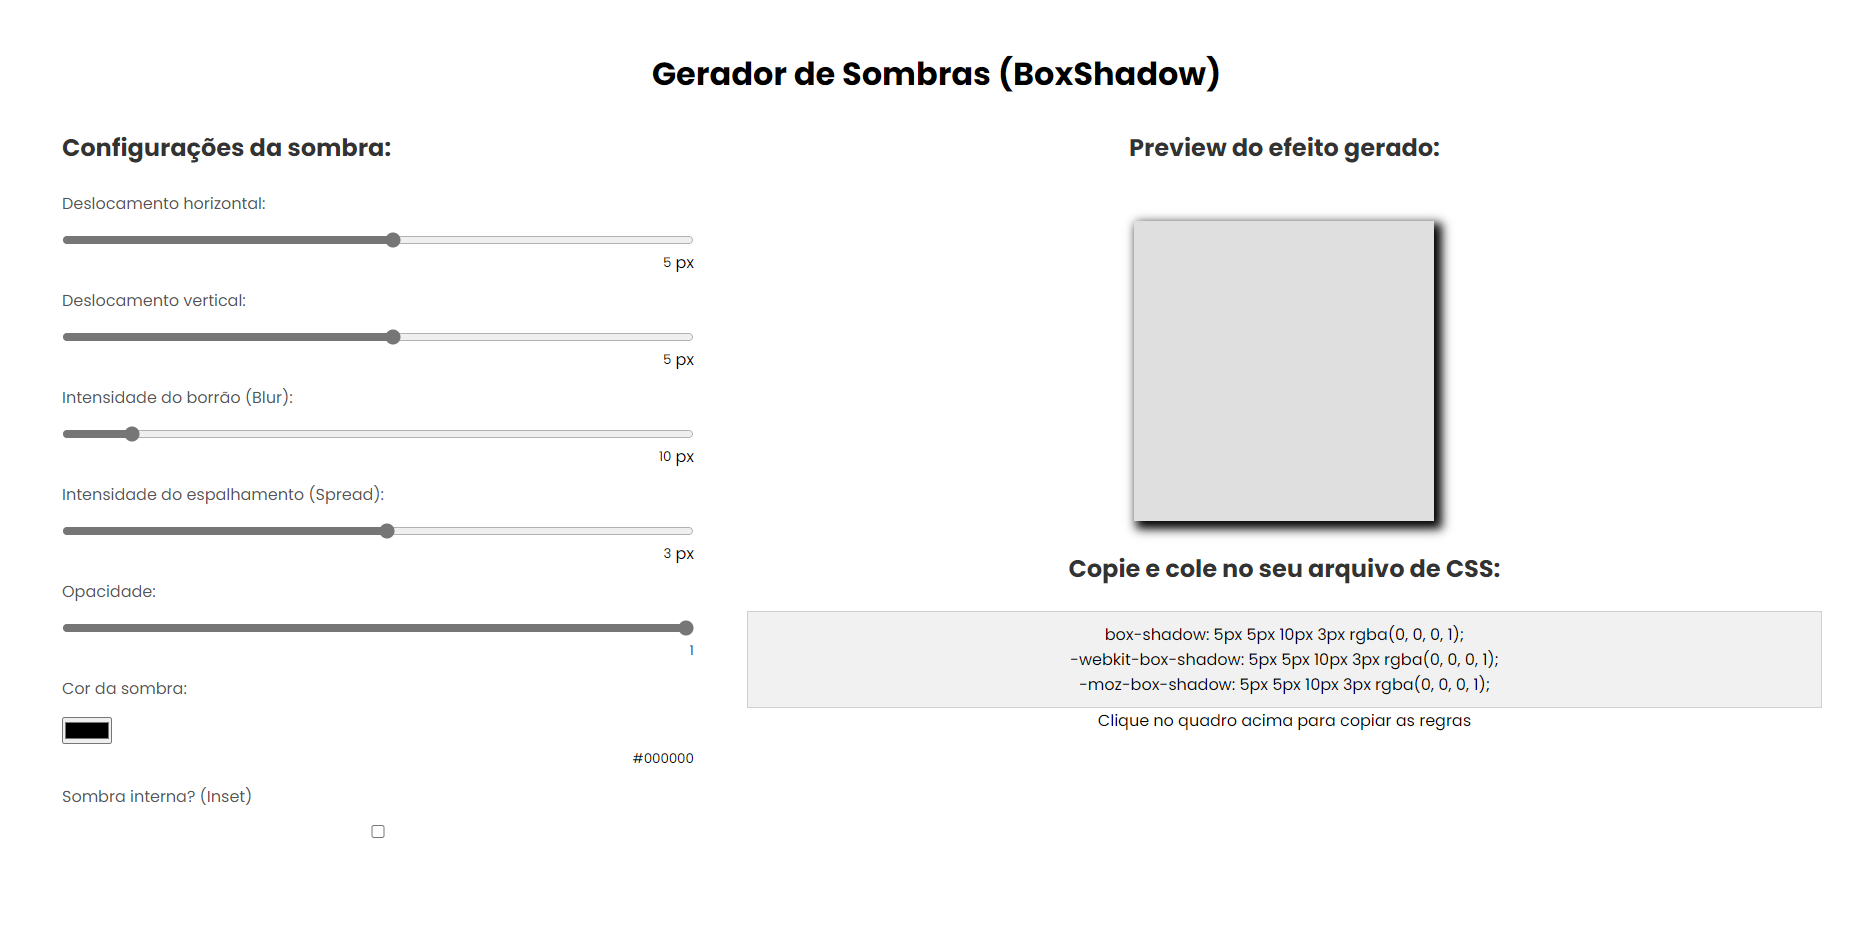 Gerador de Sombras (BoxShadow)
Configurações da sombra:
Deslocamento horizontal:
5 px
Deslocamento vertical:
5 px
Intensidade do borrão (Blur):
10 px
Intensidade do espalhamento (Spread):
3 px
Opacidade:
1
Cor da sombra:
#000000
Sombra interna? (Inset)
Preview do efeito gerado:
Copie e cole no seu arquivo de CSS:
box-shadow: 5px 5px 10px 3px rgba(0, 0, 0, 1);
-webkit-box-shadow: 5px 5px 10px 3px rgba(0, 0, 0, 1);
-moz-box-shadow: 5px 5px 10px 3px rgba(0, 0, 0, 1);
Clique no quadro acima para copiar as regras